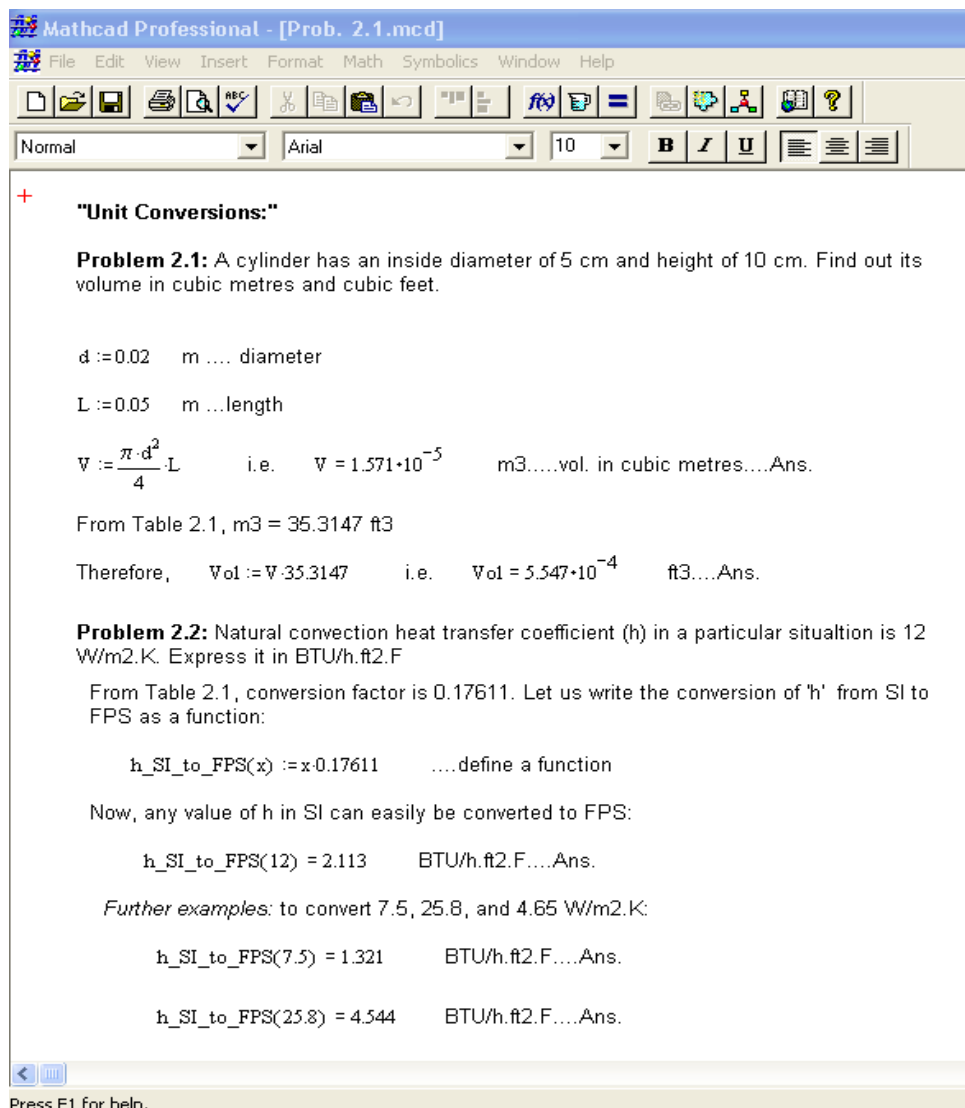 Mathcad Professional - [Prob. 2.1.mcd]
File Edit View Insert Format Math Symbolics Window Help
ABC f(x) = ?
Normal Arial 10 B I U
+
"Unit Conversions:"
Problem 2.1: A cylinder has an inside diameter of 5 cm and height of 10 cm. Find out its
volume in cubic metres and cubic feet.
d := 0.02 m .... diameter
L := 0.05 m ...length
V := π·d²/4·L i.e. V = 1.571•10⁻⁵ m3.....vol. in cubic metres....Ans.
From Table 2.1, m3 = 35.3147 ft3
Therefore, Vol := V·35.3147 i.e. Vol = 5.547•10⁻⁴ ft3....Ans.
Problem 2.2: Natural convection heat transfer coefficient (h) in a particular situaltion is 12
W/m2.K. Express it in BTU/h.ft2.F
From Table 2.1, conversion factor is 0.17611. Let us write the conversion of 'h' from SI to
FPS as a function:
h_SI_to_FPS(x) := x·0.17611 ....define a function
Now, any value of h in SI can easily be converted to FPS:
h_SI_to_FPS(12) = 2.113 BTU/h.ft2.F....Ans.
Further examples: to convert 7.5, 25.8, and 4.65 W/m2.K:
h_SI_to_FPS(7.5) = 1.321 BTU/h.ft2.F....Ans.
h_SI_to_FPS(25.8) = 4.544 BTU/h.ft2.F....Ans.
Press F1 for help.